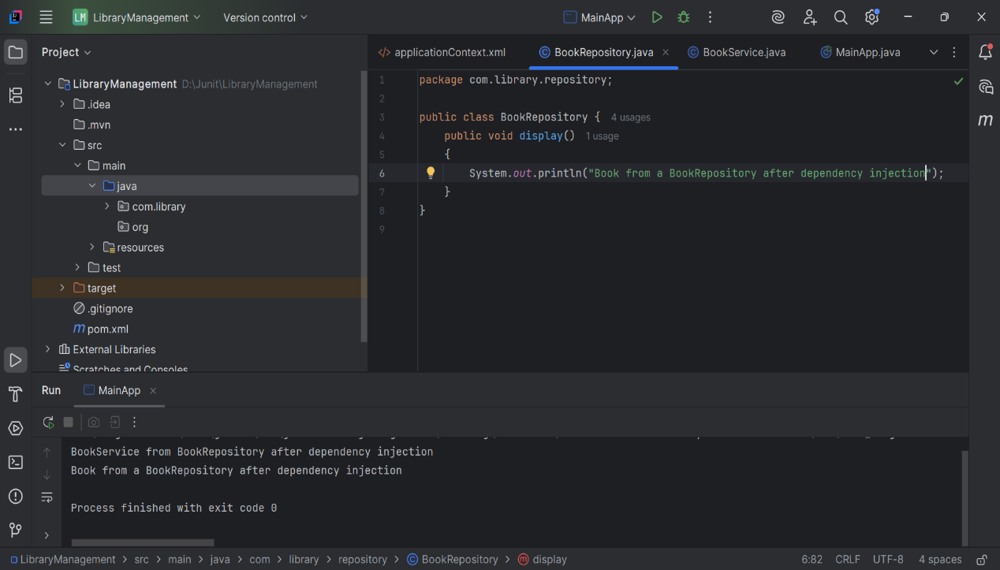 LM LibraryManagement Version control MainApp
Project
applicationContext.xml BookRepository.java BookService.java MainApp.java
LibraryManagement D:\Junit\LibraryManagement
.idea
.mvn
src
main
java
com.library
org
resources
test
target
.gitignore
m pom.xml
External Libraries
Scratches and Consoles
1 package com.library.repository;
2
3 public class BookRepository { 4 usages
4 public void display() 1 usage
5 {
6 System.out.println("Book from a BookRepository after dependency injection");
7 }
8 }
9
m
Run MainApp
BookService from BookRepository after dependency injection
Book from a BookRepository after dependency injection
Process finished with exit code 0
LibraryManagement > src > main > java > com > library > repository > BookRepository > display 6:82 CRLF UTF-8 4 spaces